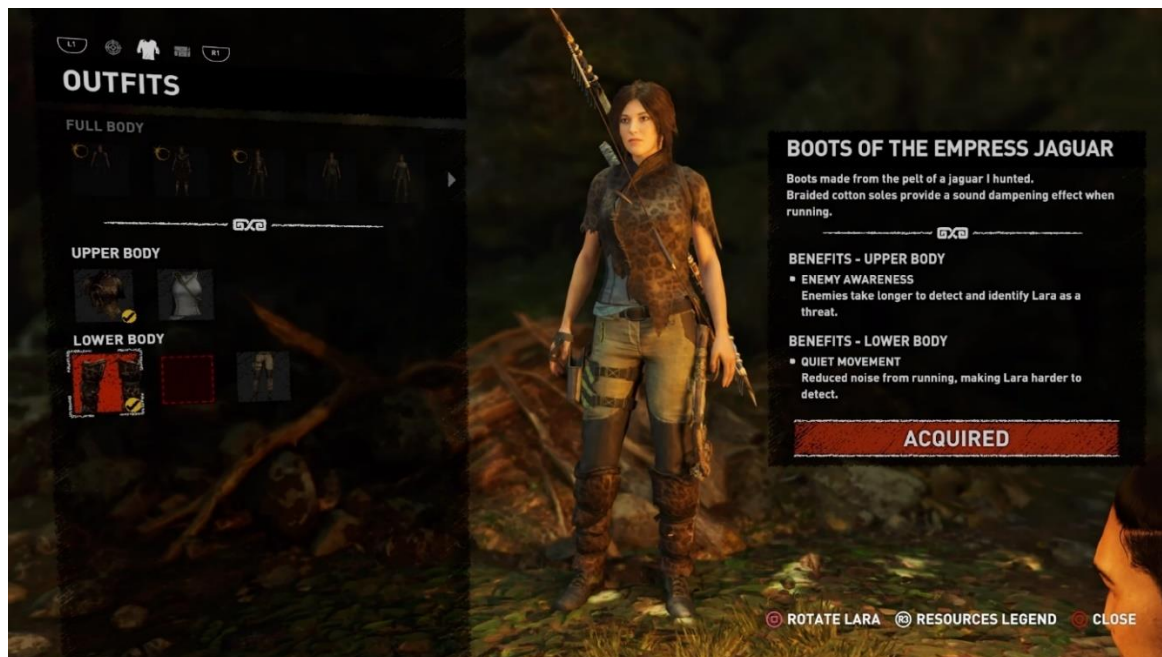 L1
R1
OUTFITS
FULL BODY
UPPER BODY
LOWER BODY
BOOTS OF THE EMPRESS JAGUAR
Boots made from the pelt of a jaguar I hunted.
Braided cotton soles provide a sound dampening effect when
running.
BENEFITS - UPPER BODY
ENEMY AWARENESS
Enemies take longer to detect and identify Lara as a
threat.
BENEFITS - LOWER BODY
QUIET MOVEMENT
Reduced noise from running, making Lara harder to
detect.
ACQUIRED
ROTATE LARA R3 RESOURCES LEGEND CLOSE